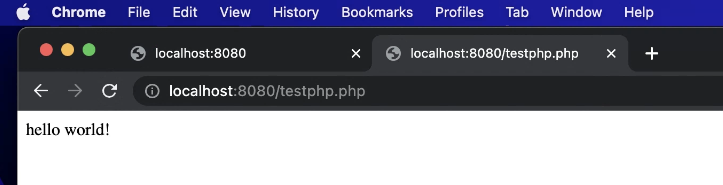 Chrome File Edit View History Bookmarks Profiles Tab Window Help
localhost:8080 localhost:8080/testphp.php
localhost:8080/testphp.php
hello world!